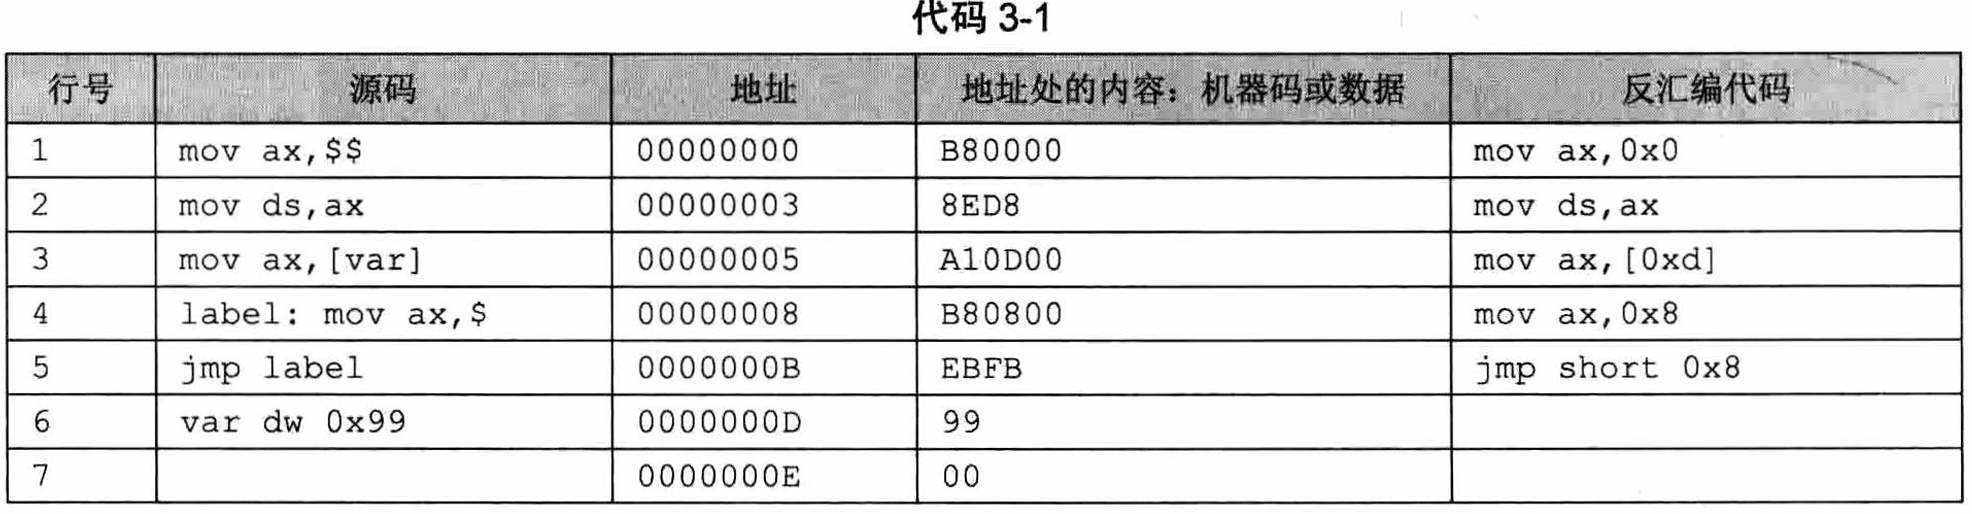 代码 3-1
行号 源码 地址 地址处的内容：机器码或数据 反汇编代码
1 mov ax,$$ 00000000 B80000 mov ax,0x0
2 mov ds,ax 00000003 8ED8 mov ds,ax
3 mov ax,[var] 00000005 A10D00 mov ax,[0xd]
4 label: mov ax,$ 00000008 B80800 mov ax,0x8
5 jmp label 0000000B EBFB jmp short 0x8
6 var dw 0x99 0000000D 99
7 0000000E 00